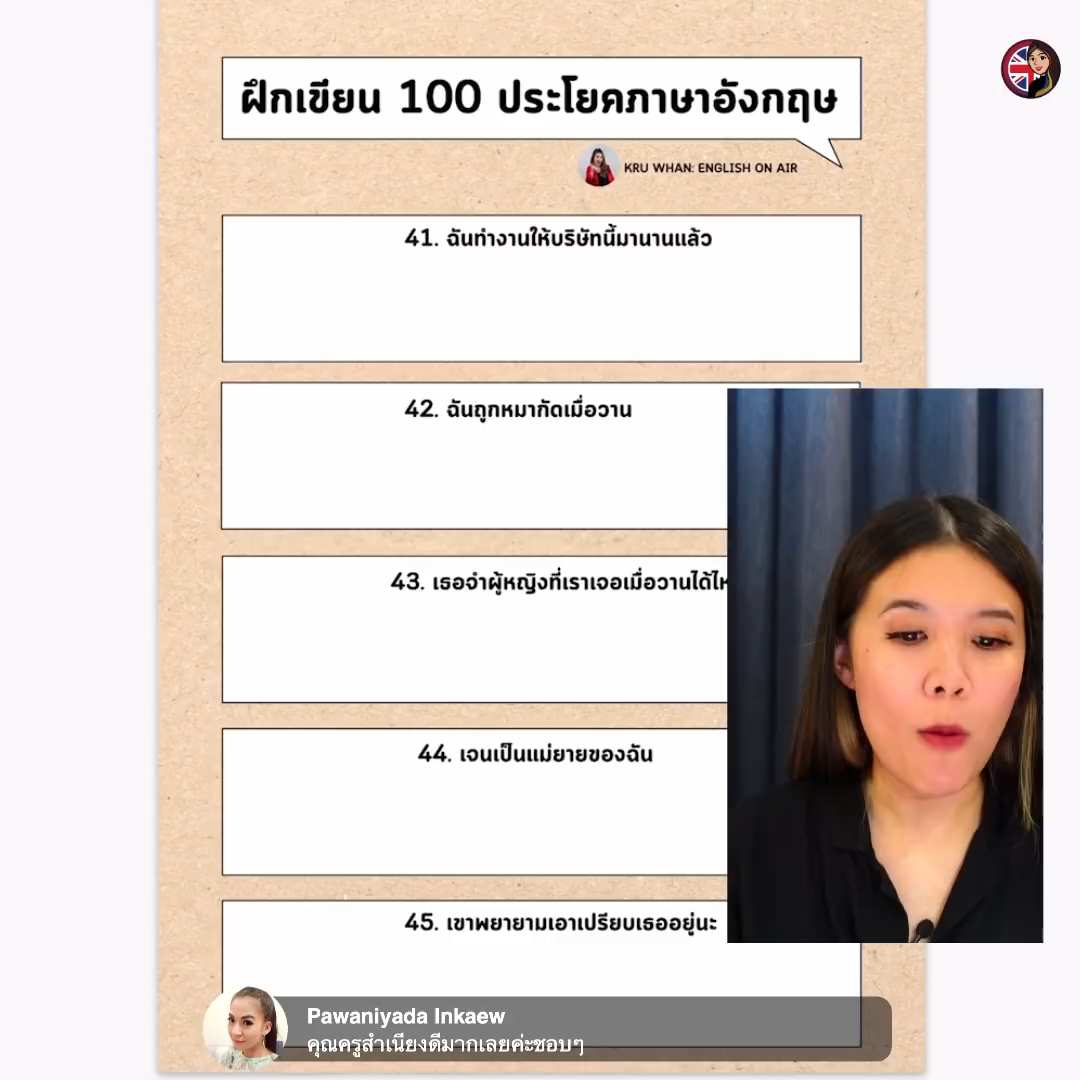 ฝึกเขียน 100 ประโยคภาษาอังกฤษ
KRU WHAN: ENGLISH ON AIR
41. ฉันทำงานให้บริษัทนี้มานานแล้ว
42. ฉันถูกหมากัดเมื่อวาน
43. เธอจำผู้หญิงที่เราเจอเมื่อวานได้ไห
44. เจนเป็นแม่ยายของฉัน
45. เขาพยายามเอาเปรียบเธออยู่นะ
Pawaniyada Inkaew
คุณครูสำเนียงดีมากเลยค่ะชอบๆ